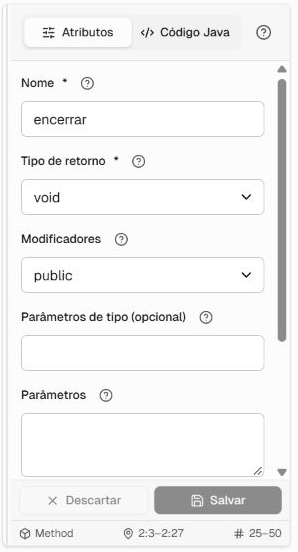 Atributos </> Código Java
Nome *
encerrar
Tipo de retorno *
void
Modificadores
public
Parâmetros de tipo (opcional)
Parâmetros
Descartar Salvar
Method 2:3–2:27 # 25–50